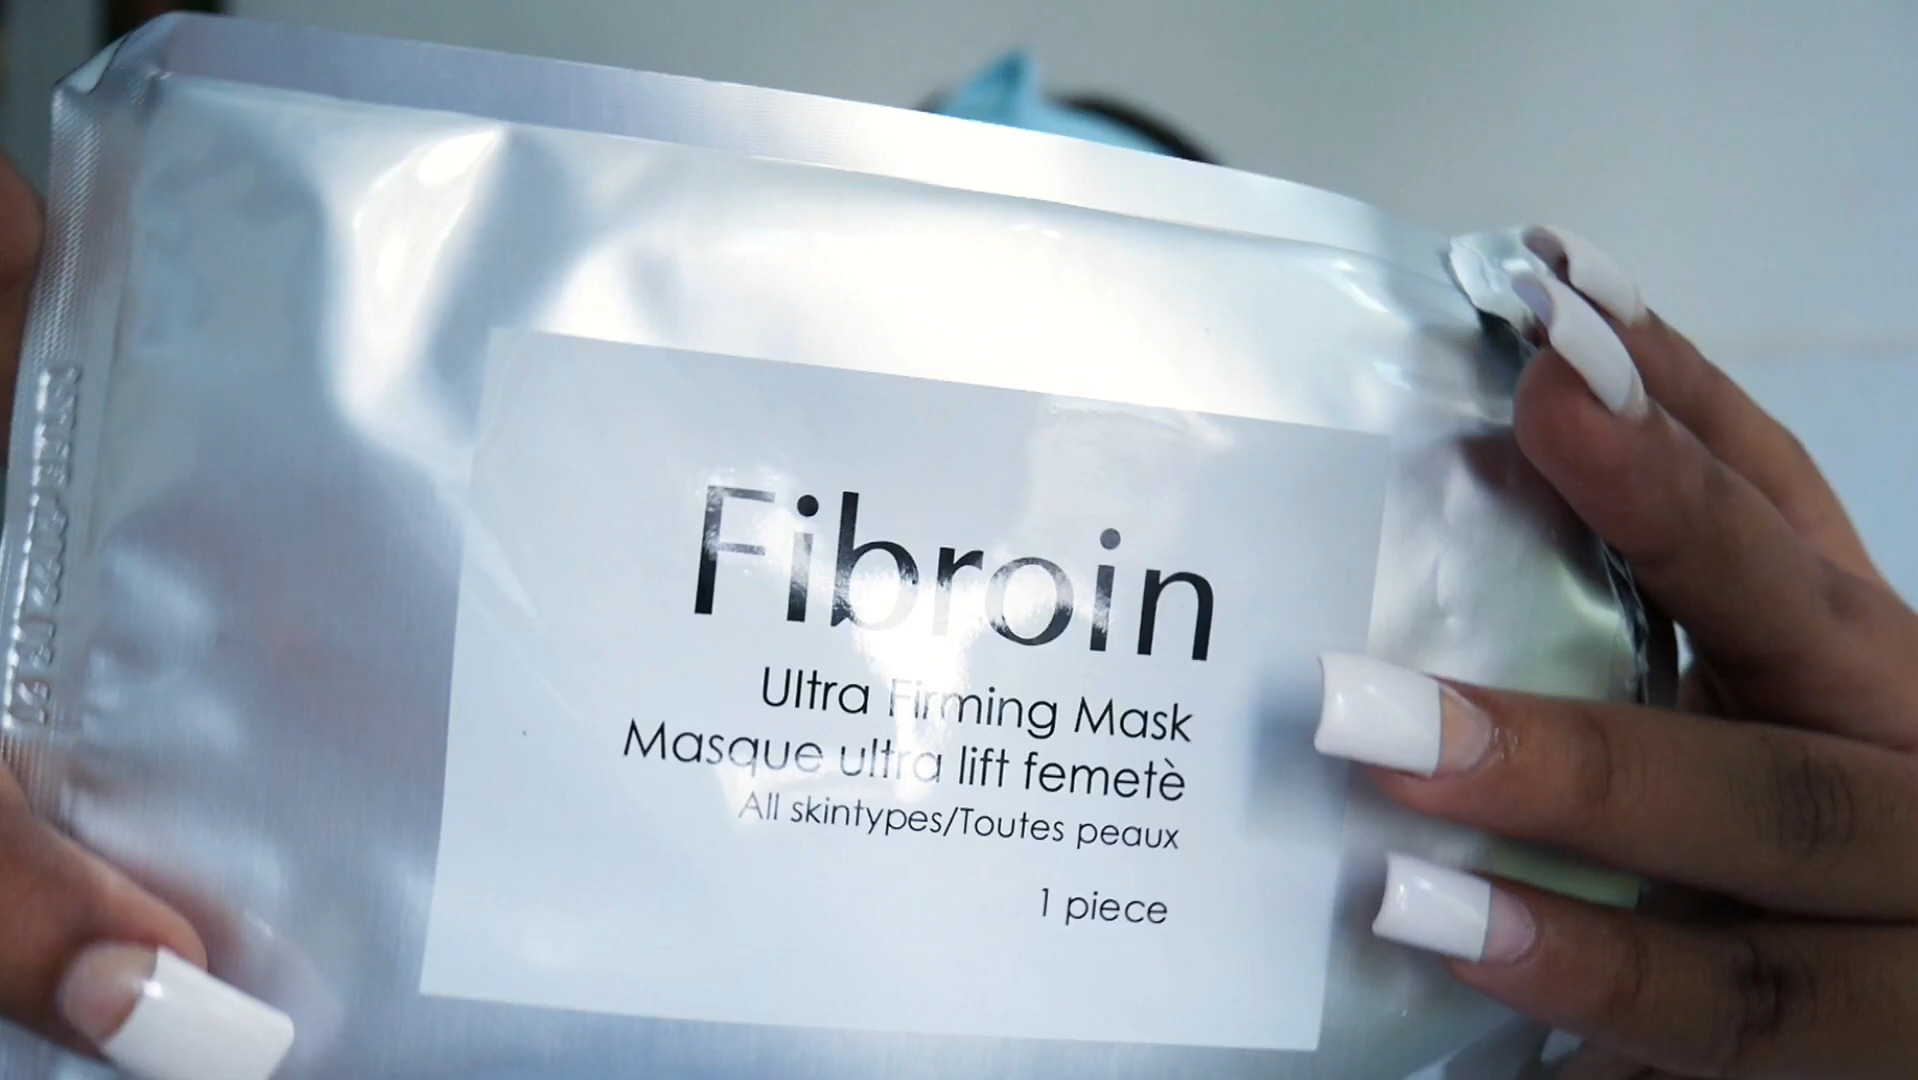 Fibroin
Ultra Firming Mask
Masque ultra lift femetè
All skintypes/Toutes peaux
1 piece